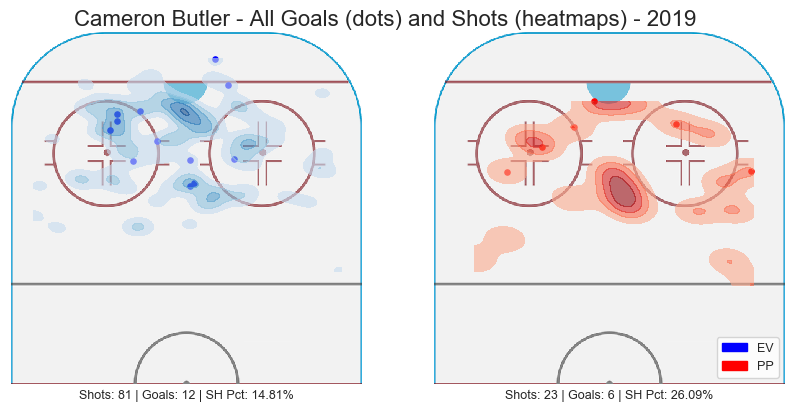 Cameron Butler - All Goals (dots) and Shots (heatmaps) - 2019
EV
PP
Shots: 81 | Goals: 12 | SH Pct: 14.81%
Shots: 23 | Goals: 6 | SH Pct: 26.09%